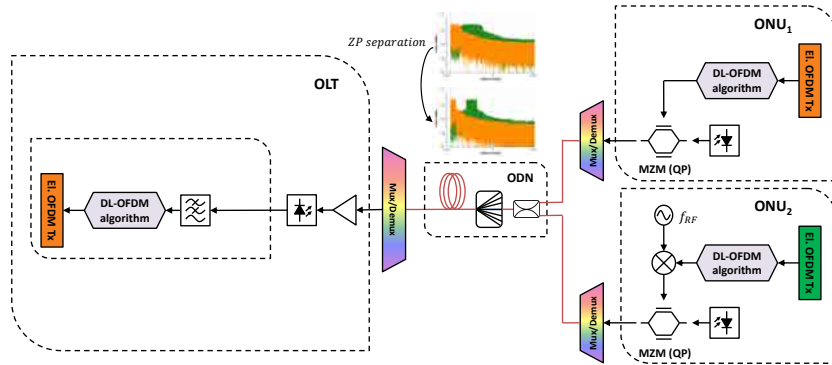 ZP separation
OLT
El. OFDM Tx
DL-OFDM
algorithm
Mux/Demux
ODN
Mux/Demux
ONU1
DL-OFDM
algorithm
El. OFDM Tx
MZM (QP)
Mux/Demux
ONU2
fRF
DL-OFDM
algorithm
El. OFDM Tx
MZM (QP)